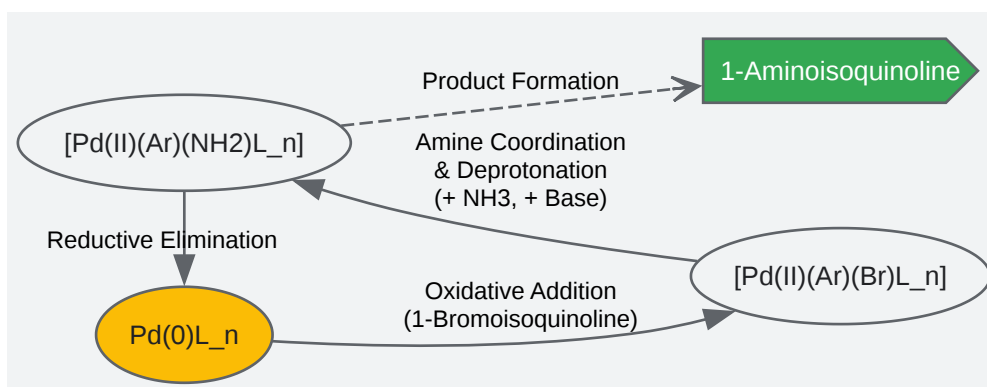 1-Aminoisoquinoline
Product Formation
[Pd(II)(Ar)(NH2)L_n]
Amine Coordination
& Deprotonation
(+ NH3, + Base)
Reductive Elimination
[Pd(II)(Ar)(Br)L_n]
Oxidative Addition
(1-Bromoisoquinoline)
Pd(0)L_n